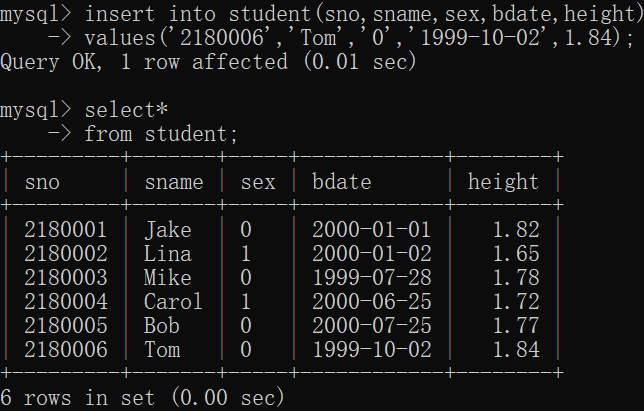 mysql> insert into student(sno,sname,sex,bdate,height)
    -> values('2180006','Tom','0','1999-10-02',1.84);
Query OK, 1 row affected (0.01 sec)

mysql> select*
    -> from student;
+---------+-------+-----+------------+--------+
| sno     | sname | sex | bdate      | height |
+---------+-------+-----+------------+--------+
| 2180001 | Jake  | 0   | 2000-01-01 |   1.82 |
| 2180002 | Lina  | 1   | 2000-01-02 |   1.65 |
| 2180003 | Mike  | 0   | 1999-07-28 |   1.78 |
| 2180004 | Carol | 1   | 2000-06-25 |   1.72 |
| 2180005 | Bob   | 0   | 2000-07-25 |   1.77 |
| 2180006 | Tom   | 0   | 1999-10-02 |   1.84 |
+---------+-------+-----+------------+--------+
6 rows in set (0.00 sec)